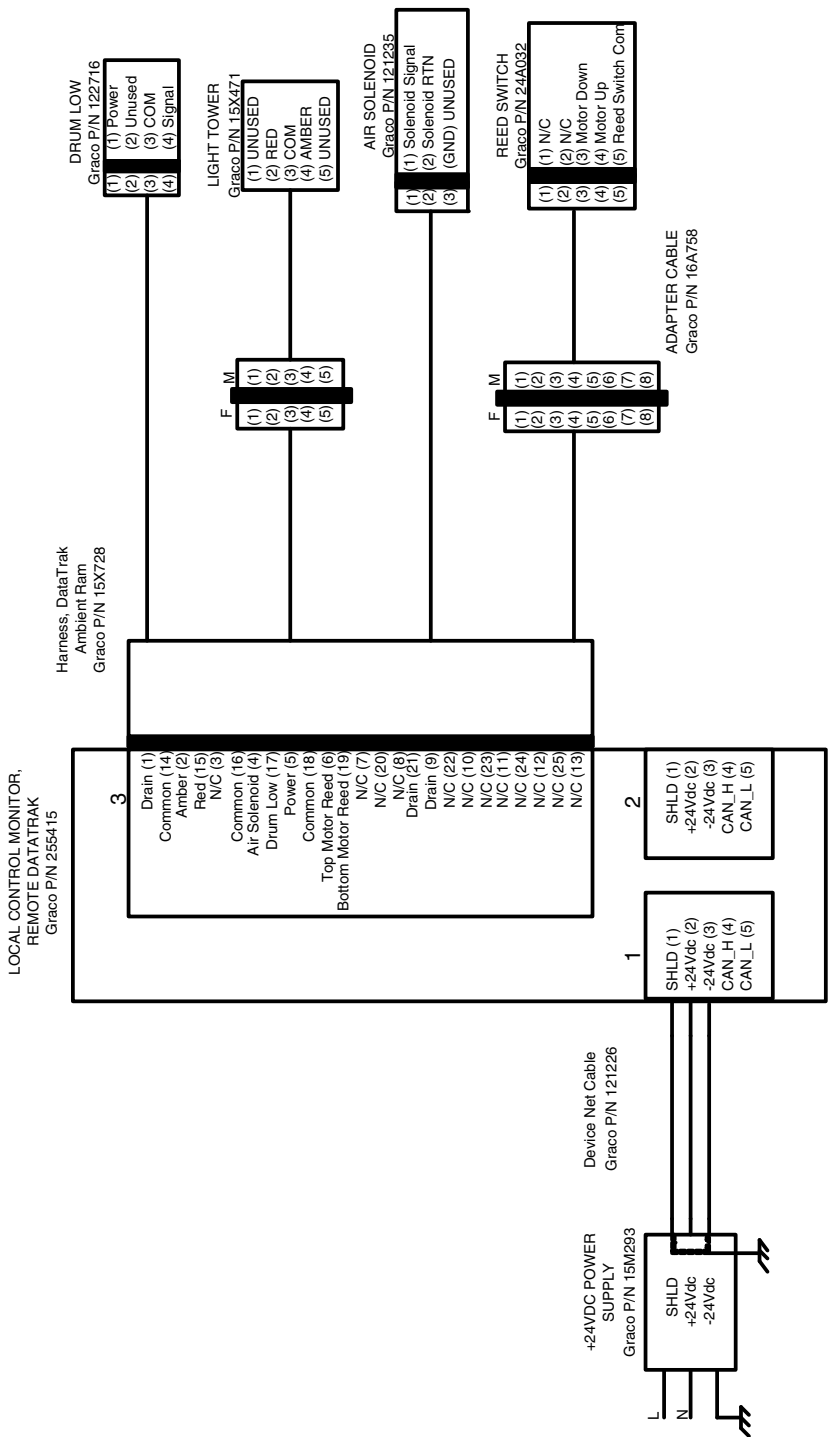 DRUM LOW
Graco P/N 122716
(1)
(2)
(3)
(4)
(1) Power
(2) Unused
(3) COM
(4) Signal
LIGHT TOWER
Graco P/N 15X471
(1) UNUSED
(2) RED
(3) COM
(4) AMBER
(5) UNUSED
AIR SOLENOID
Graco P/N 121235
(1)
(2)
(3)
(1) Solenoid Signal
(2) Solenoid RTN
(GND) UNUSED
REED SWITCH
Graco P/N 24A032
(1)
(2)
(3)
(4)
(5)
(1) N/C
(2) N/C
(3) Motor Down
(4) Motor Up
(5) Reed Switch Com
F
M
(1)
(2)
(3)
(4)
(5)
(1)
(2)
(3)
(4)
(5)
F
M
(1)
(2)
(3)
(4)
(5)
(6)
(7)
(8)
(1)
(2)
(3)
(4)
(5)
(6)
(7)
(8)
ADAPTER CABLE
Graco P/N 16A758
Harness, DataTrak
Ambient Ram
Graco P/N 15X728
LOCAL CONTROL MONITOR,
REMOTE DATATRAK
Graco P/N 255415
3
Drain (1)
Common (14)
Amber (2)
Red (15)
N/C (3)
Common (16)
Air Solenoid (4)
Drum Low (17)
Power (5)
Common (18)
Top Motor Reed (6)
Bottom Motor Reed (19)
N/C (7)
N/C (20)
N/C (8)
Drain (21)
Drain (9)
N/C (22)
N/C (10)
N/C (23)
N/C (11)
N/C (24)
N/C (12)
N/C (25)
N/C (13)
1
SHLD (1)
+24Vdc (2)
-24Vdc (3)
CAN_H (4)
CAN_L (5)
2
SHLD (1)
+24Vdc (2)
-24Vdc (3)
CAN_H (4)
CAN_L (5)
Device Net Cable
Graco P/N 121226
+24VDC POWER
SUPPLY
Graco P/N 15M293
SHLD
+24Vdc
-24Vdc
L
N